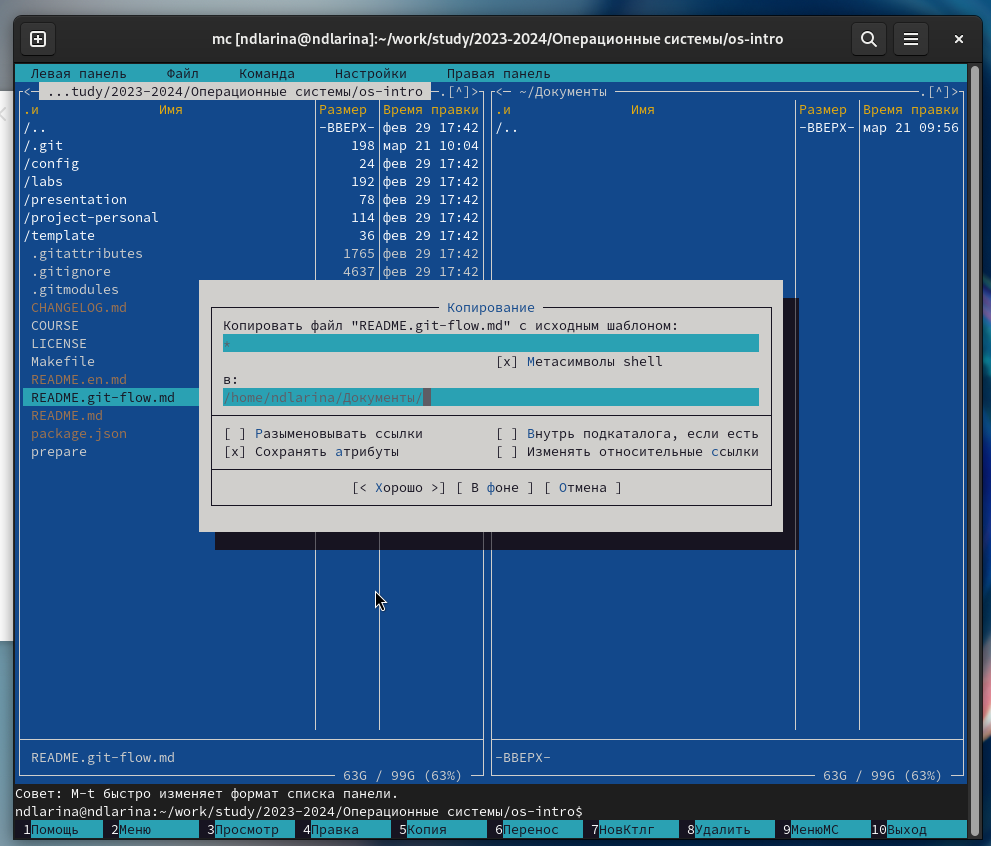 mc [ndlarina@ndlarina]:~/work/study/2023-2024/Операционные системы/os-intro
Левая панель Файл Команда Настройки Правая панель
<─ ...tudy/2023-2024/Операционные системы/os-intro ─.[^]>
.и Имя Размер Время правки
/.. -ВВЕРХ- фев 29 17:42
/.git 198 мар 21 10:04
/config 24 фев 29 17:42
/labs 192 фев 29 17:42
/presentation 78 фев 29 17:42
/project-personal 114 фев 29 17:42
/template 36 фев 29 17:42
.gitattributes 1765 фев 29 17:42
.gitignore 4637 фев 29 17:42
.gitmodules
CHANGELOG.md
COURSE
LICENSE
Makefile
README.en.md
README.git-flow.md
README.md
package.json
prepare
README.git-flow.md
63G / 99G (63%)
<─ ~/Документы ─.[^]>
.и Имя Размер Время правки
/.. -ВВЕРХ- мар 21 09:56
-ВВЕРХ-
63G / 99G (63%)
Копирование
Копировать файл "README.git-flow.md" с исходным шаблоном:
*
[x] Метасимволы shell
в:
/home/ndlarina/Документы/
[ ] Разыменовывать ссылки [ ] Внутрь подкаталога, если есть
[x] Сохранять атрибуты [ ] Изменять относительные ссылки
[< Хорошо >] [ В фоне ] [ Отмена ]
Совет: M-t быстро изменяет формат списка панели.
ndlarina@ndlarina:~/work/study/2023-2024/Операционные системы/os-intro$
1Помощь 2Меню 3Просмотр 4Правка 5Копия 6Перенос 7НовКтлг 8Удалить 9МенюMC 10Выход